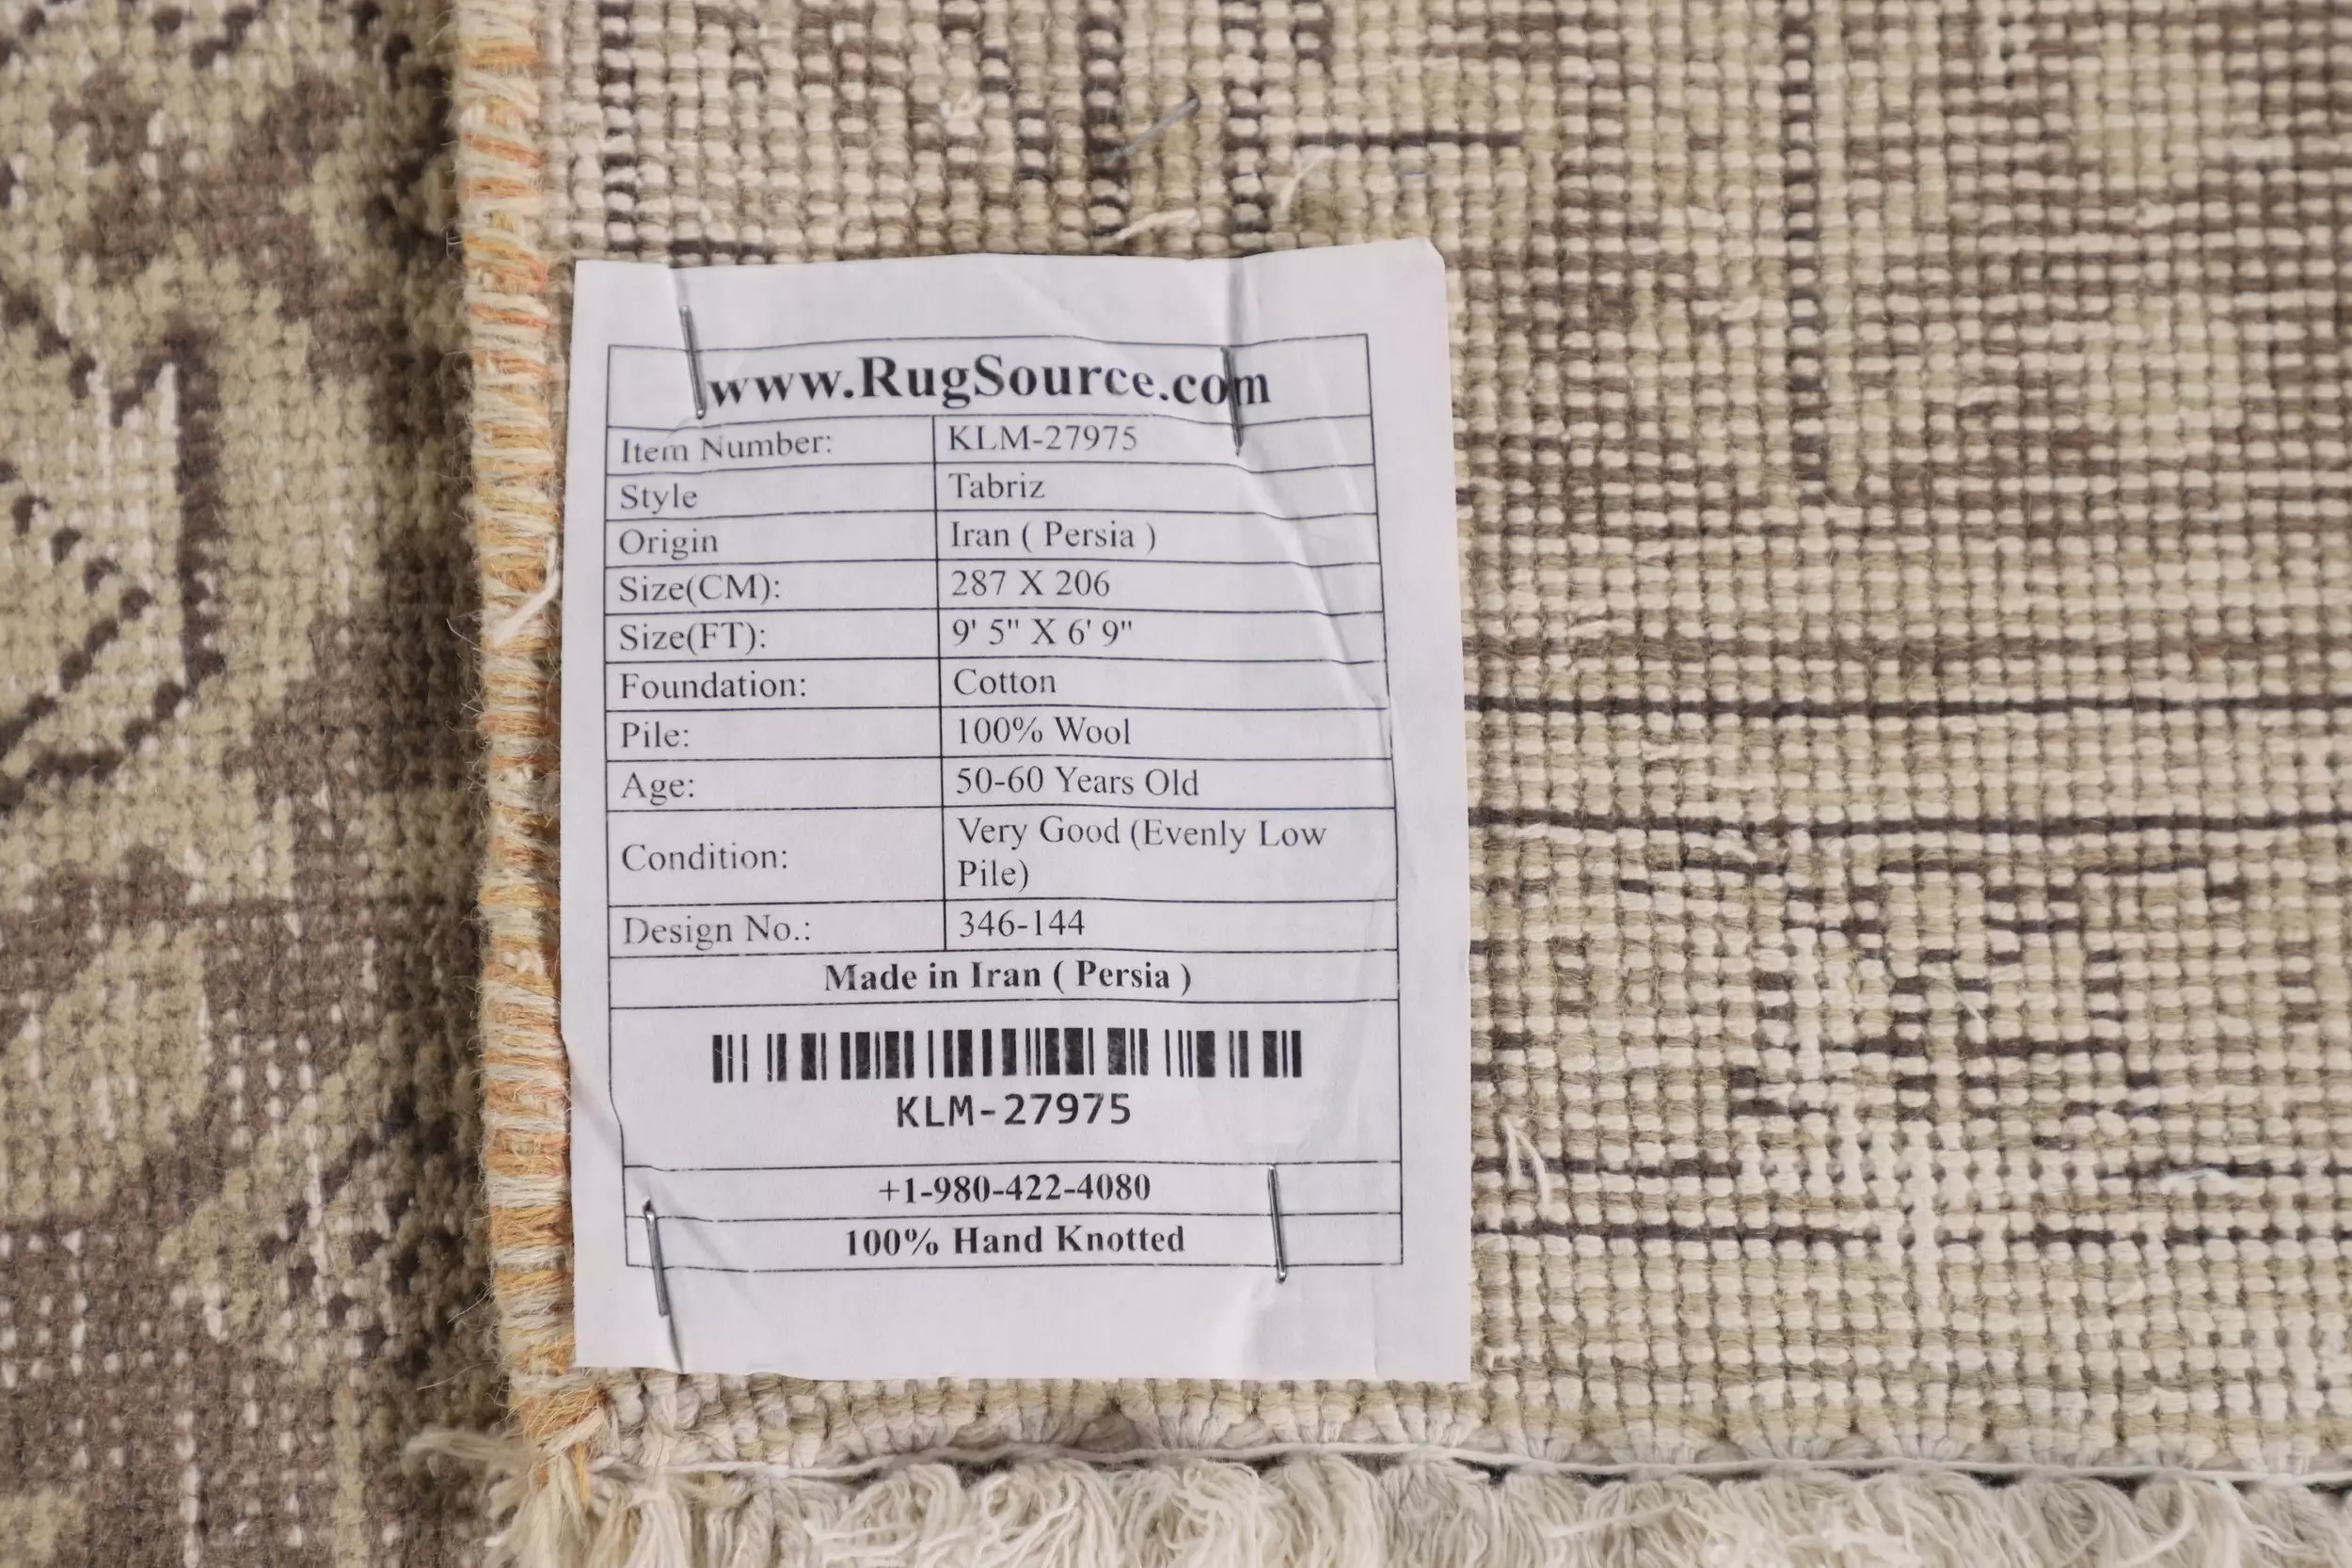 www.RugSource.com
Item Number: KLM-27975
Style Tabriz
Origin Iran ( Persia )
Size(CM): 287 X 206
Size(FT): 9' 5" X 6' 9"
Foundation: Cotton
Pile: 100% Wool
Age: 50-60 Years Old
Condition: Very Good (Evenly Low
Pile)
Design No.: 346-144
Made in Iran ( Persia )
KLM-27975
+1-980-422-4080
100% Hand Knotted